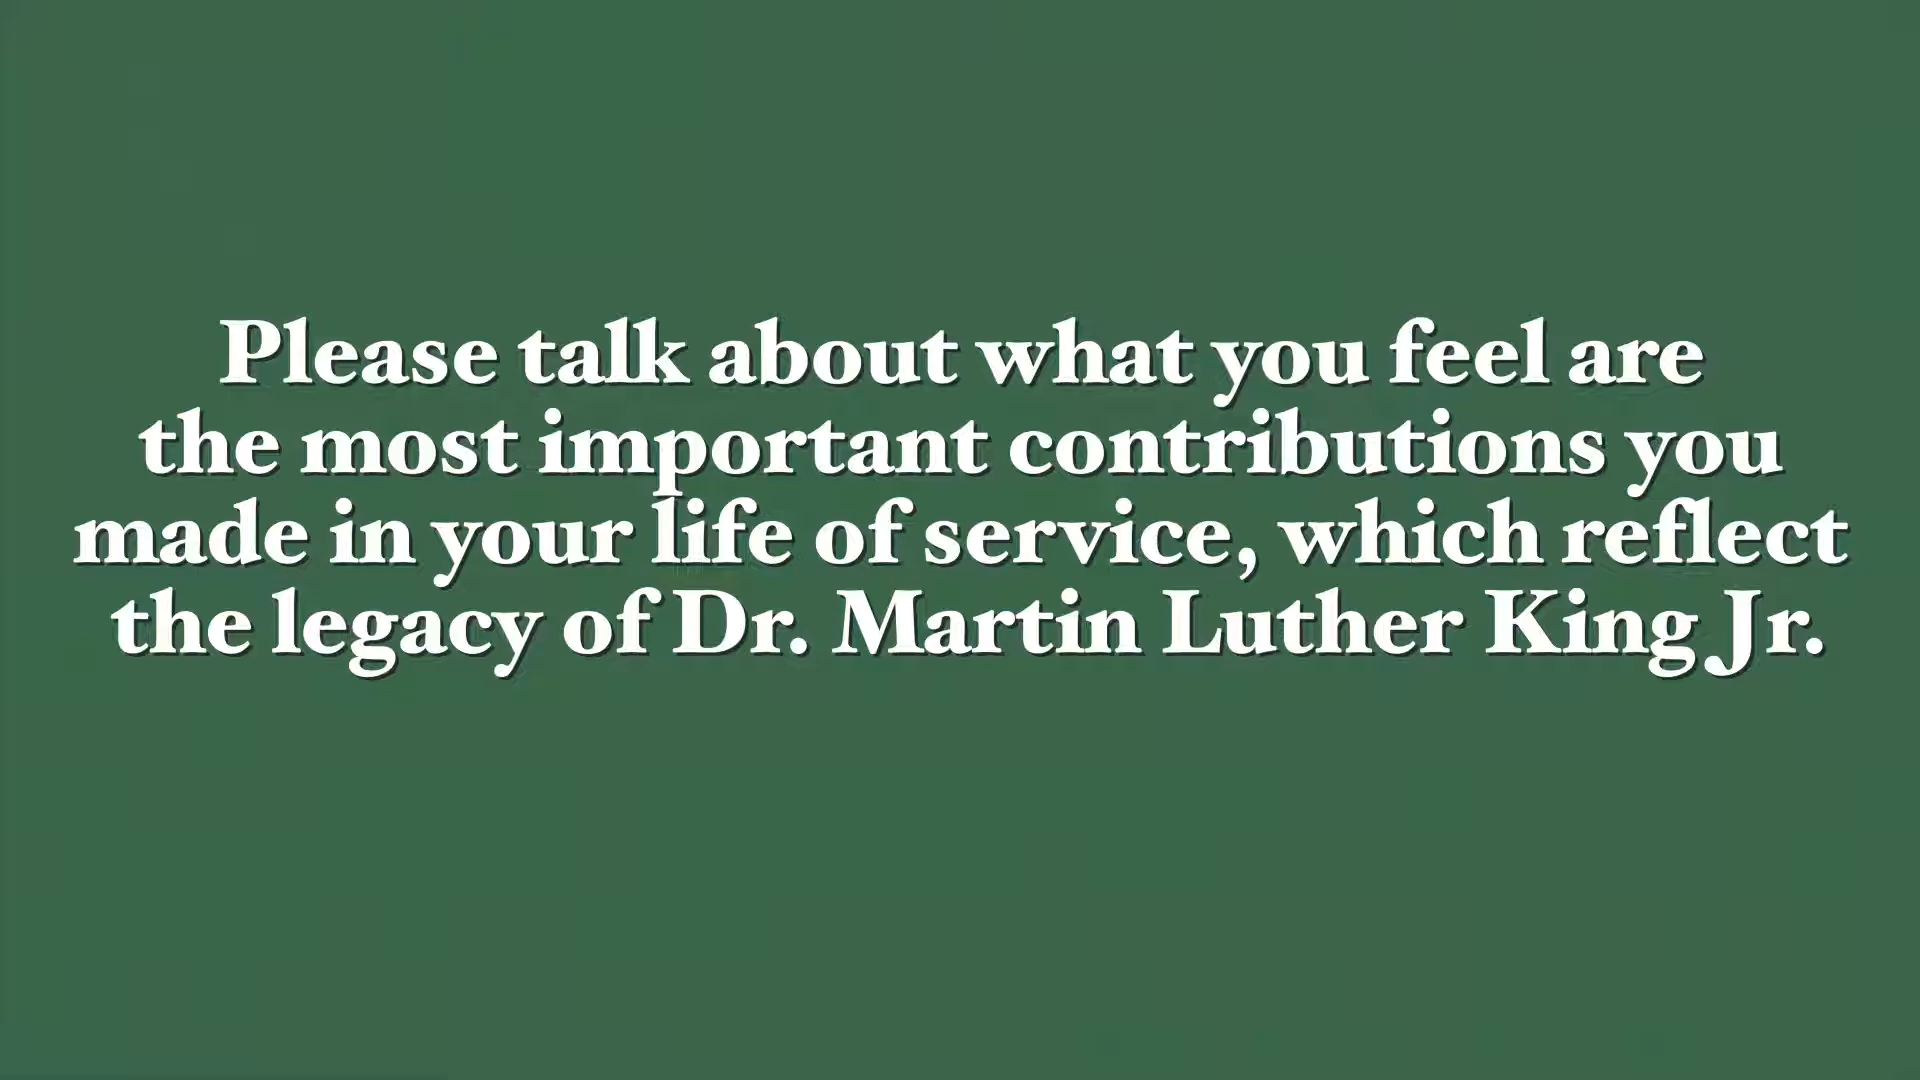 Please talk about what you feel are
the most important contributions you
made in your life of service, which reflect
the legacy of Dr. Martin Luther King Jr.